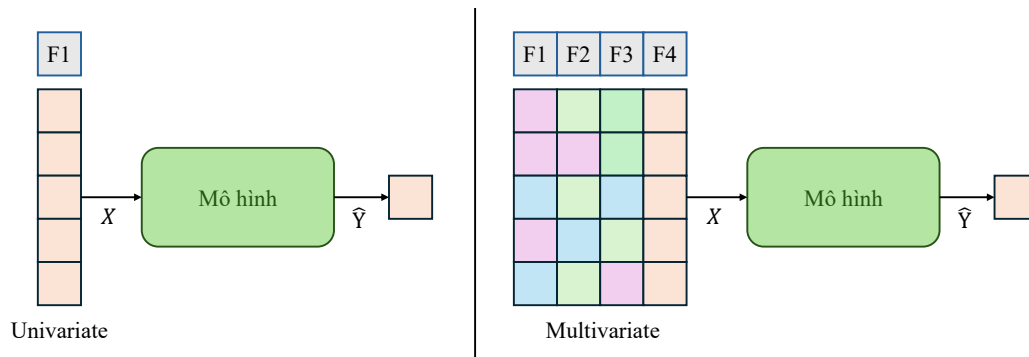 F1
Mô hình
X
Ŷ
Univariate
F1 F2 F3 F4
Mô hình
X
Ŷ
Multivariate